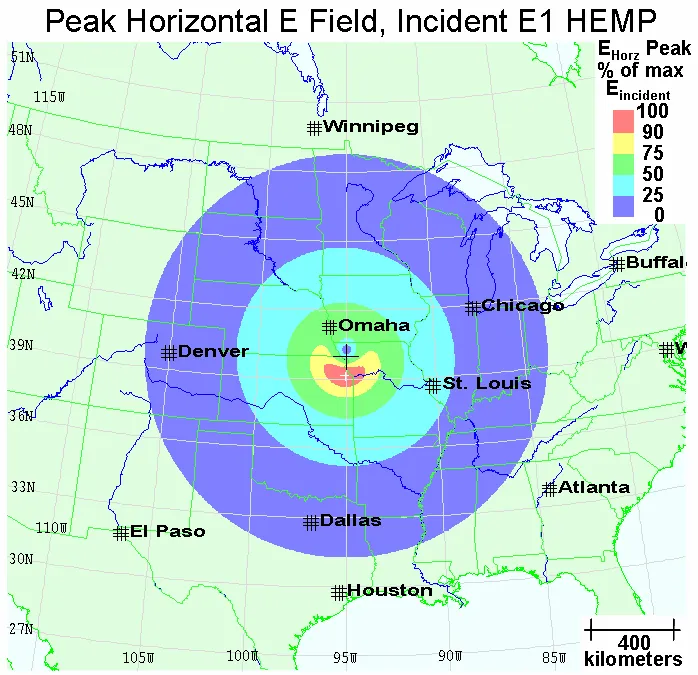 Peak Horizontal E Field, Incident E1 HEMP
E Horz Peak
% of max
E incident
100
90
75
50
25
0
51N
115W
48N
Winnipeg
45N
42N
Buffal
Chicago
Omaha
39N
Denver
W
St. Louis
36N
33N
Atlanta
110W
Dallas
El Paso
30N
Houston
27N
105W
100W
95W
90W
85W
400
kilometers